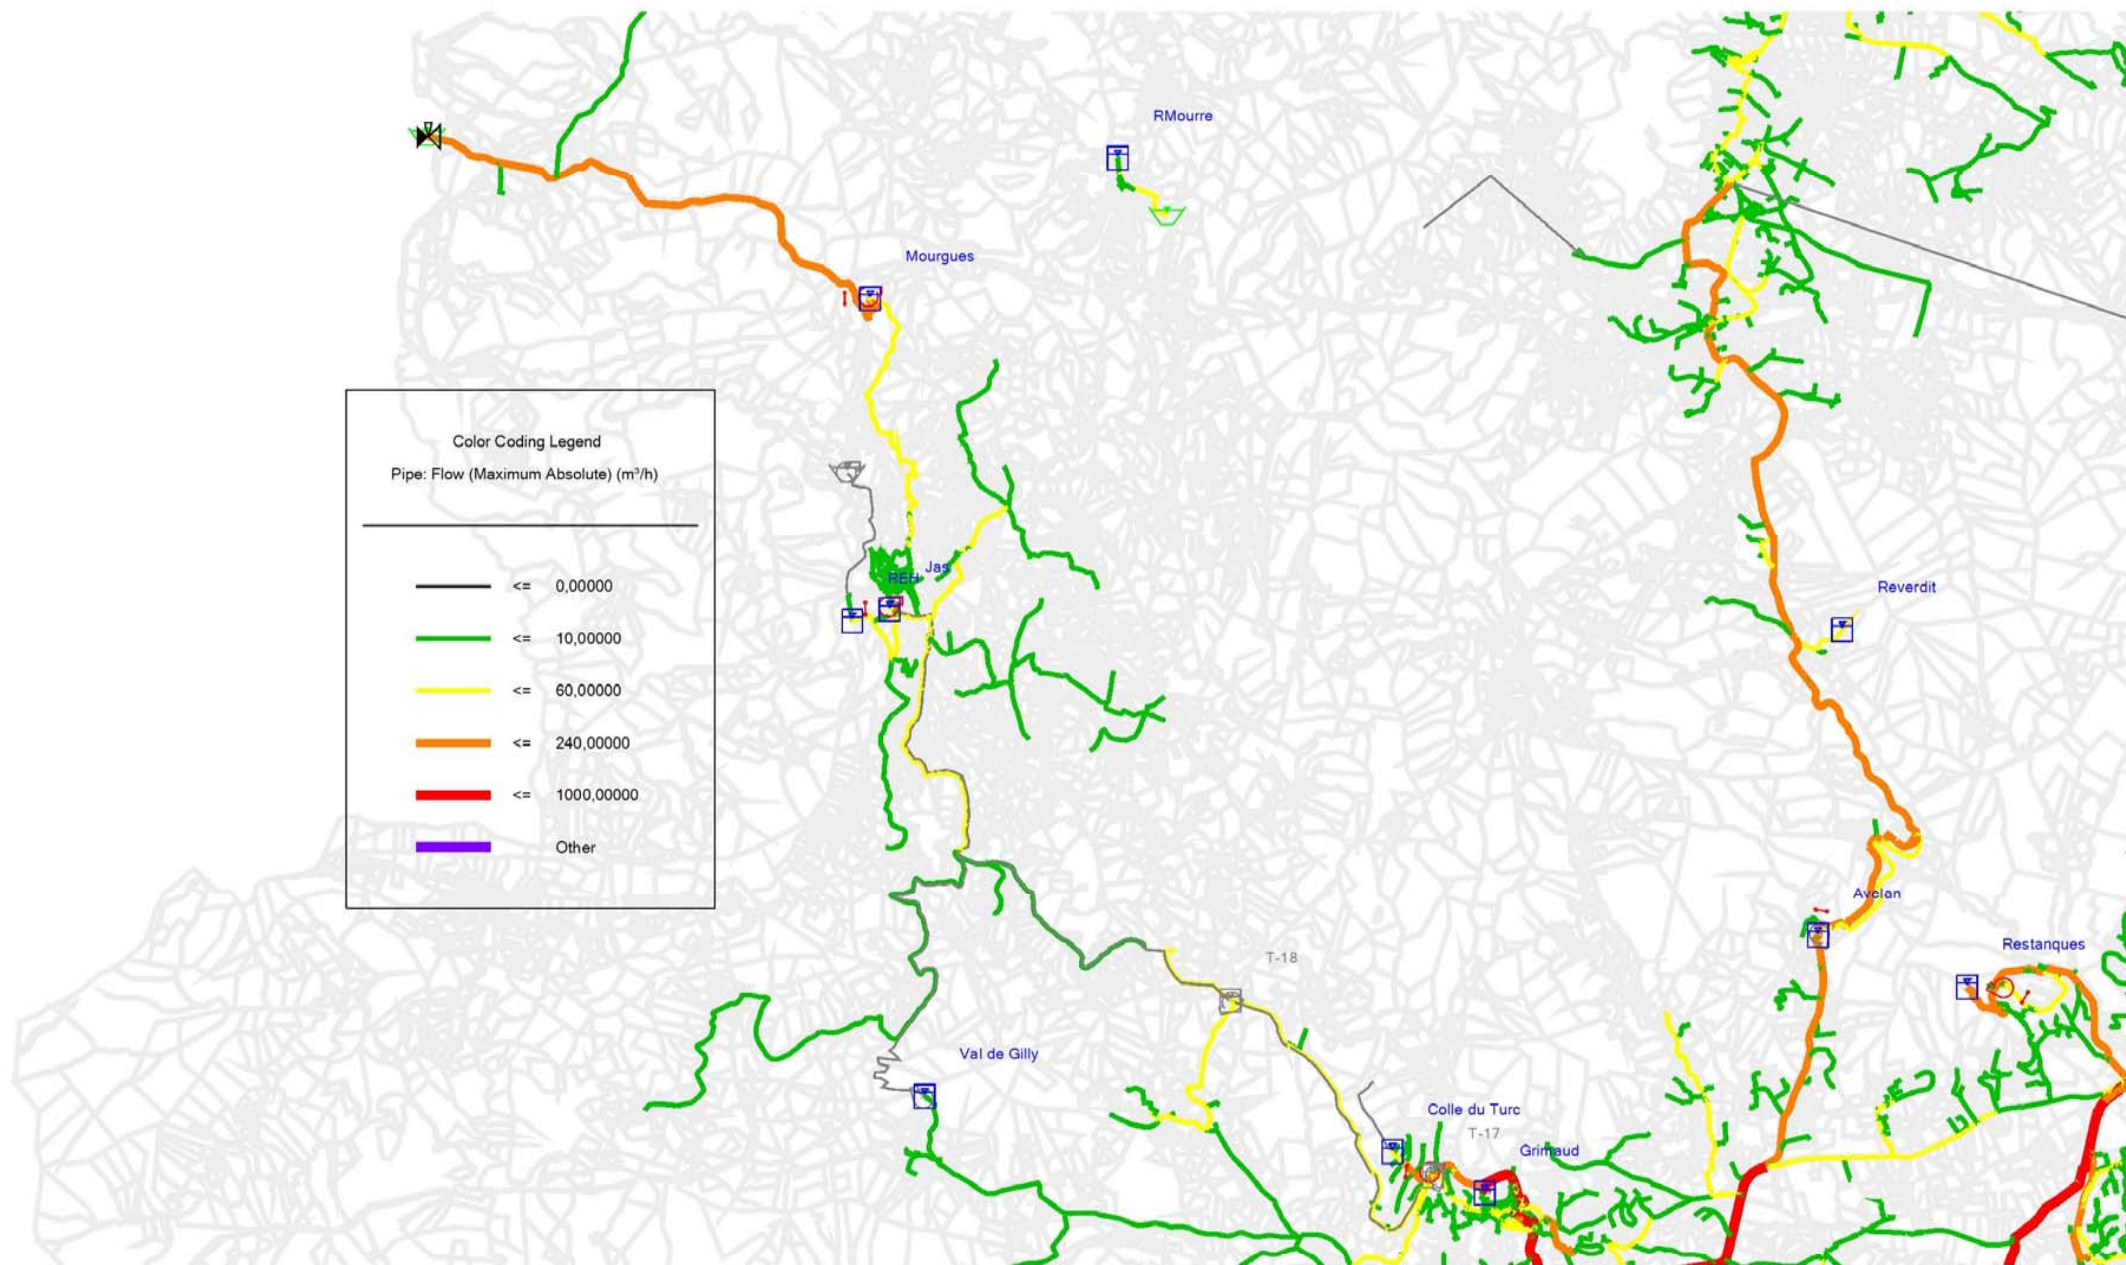 RMourre
Mourgues
Color Coding Legend
Pipe: Flow (Maximum Absolute) (m³/h)
<= 0,00000
<= 10,00000
<= 60,00000
<= 240,00000
<= 1000,00000
Other
Jas
REH
Reverdit
Avelan
Restanques
T-18
Val de Gilly
Colle du Turc
T-17
Grimaud